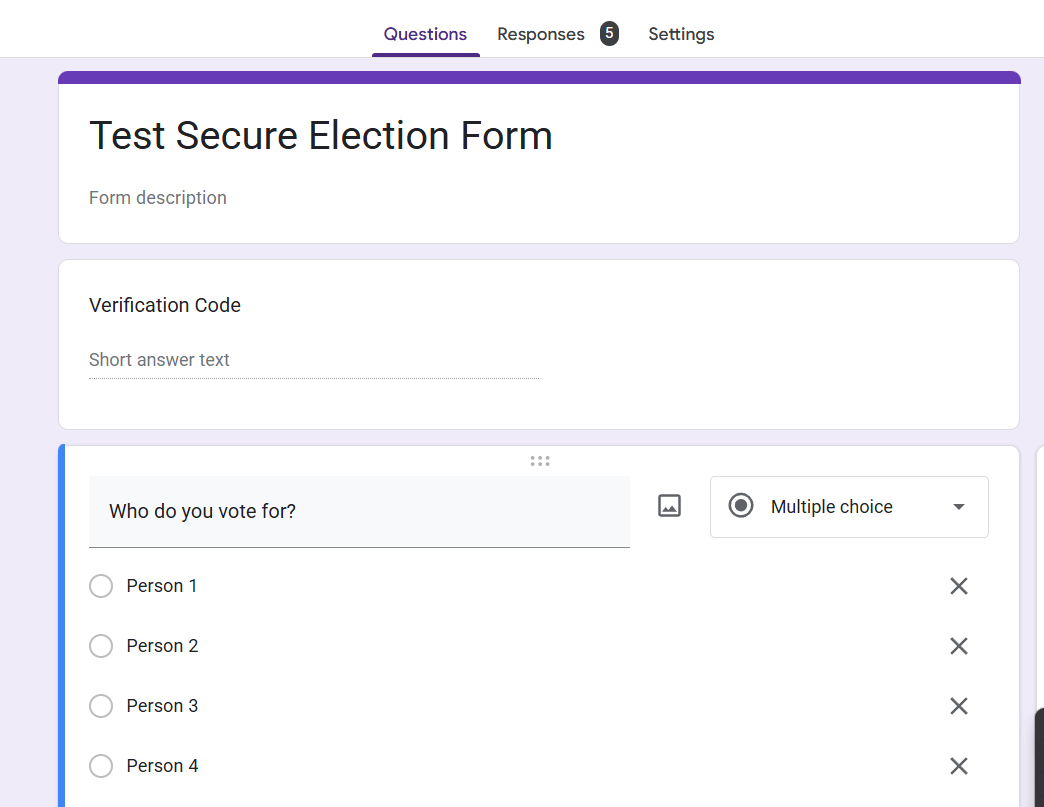 Questions Responses 5 Settings
Test Secure Election Form
Form description
Verification Code
Short answer text
Who do you vote for?
Multiple choice
Person 1
Person 2
Person 3
Person 4